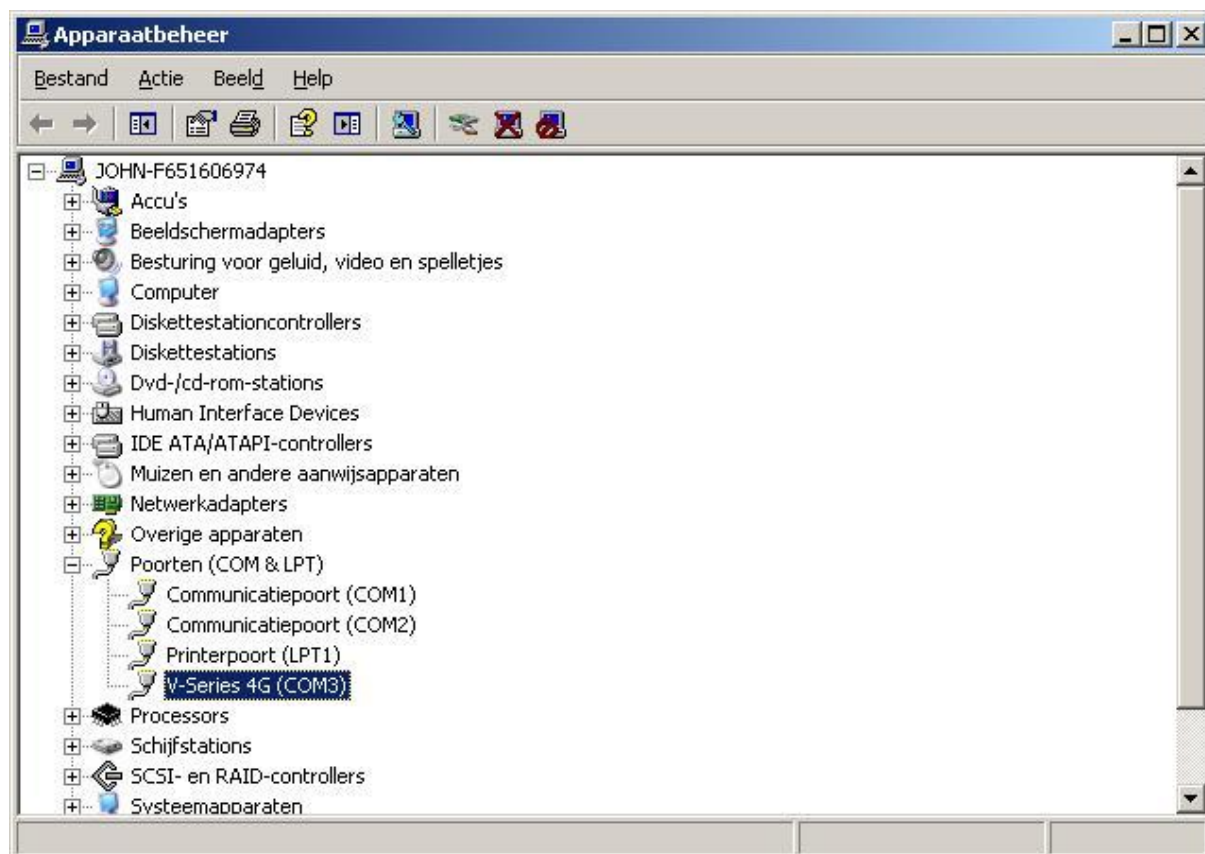 Apparaatbeheer
Bestand Actie Beeld Help
JOHN-F651606974
Accu's
Beeldschermadapters
Besturing voor geluid, video en spelletjes
Computer
Diskettestationcontrollers
Diskettestations
Dvd-/cd-rom-stations
Human Interface Devices
IDE ATA/ATAPI-controllers
Muizen en andere aanwijsapparaten
Netwerkadapters
Overige apparaten
Poorten (COM & LPT)
Communicatiepoort (COM1)
Communicatiepoort (COM2)
Printerpoort (LPT1)
V-Series 4G (COM3)
Processors
Schijfstations
SCSI- en RAID-controllers
Systeemapparaten